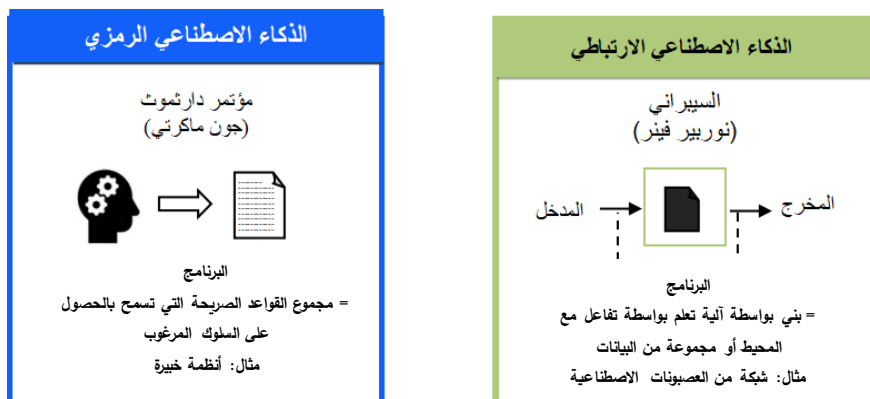 الذكاء الاصطناعي الرمزي
مؤتمر دارثموث
(جون ماكرتي)
البرنامج
= مجموع القواعد الصريحة التي تسمح بالحصول
على السلوك المرغوب
مثال: أنظمة خبيرة
الذكاء الاصطناعي الارتباطي
السيبراني
(نوربير فينر)
المدخل
المخرج
البرنامج
= بني بواسطة آلية تعلم بواسطة تفاعل مع
المحيط أو مجموعة من البيانات
مثال: شبكة من العصبونات الاصطناعية